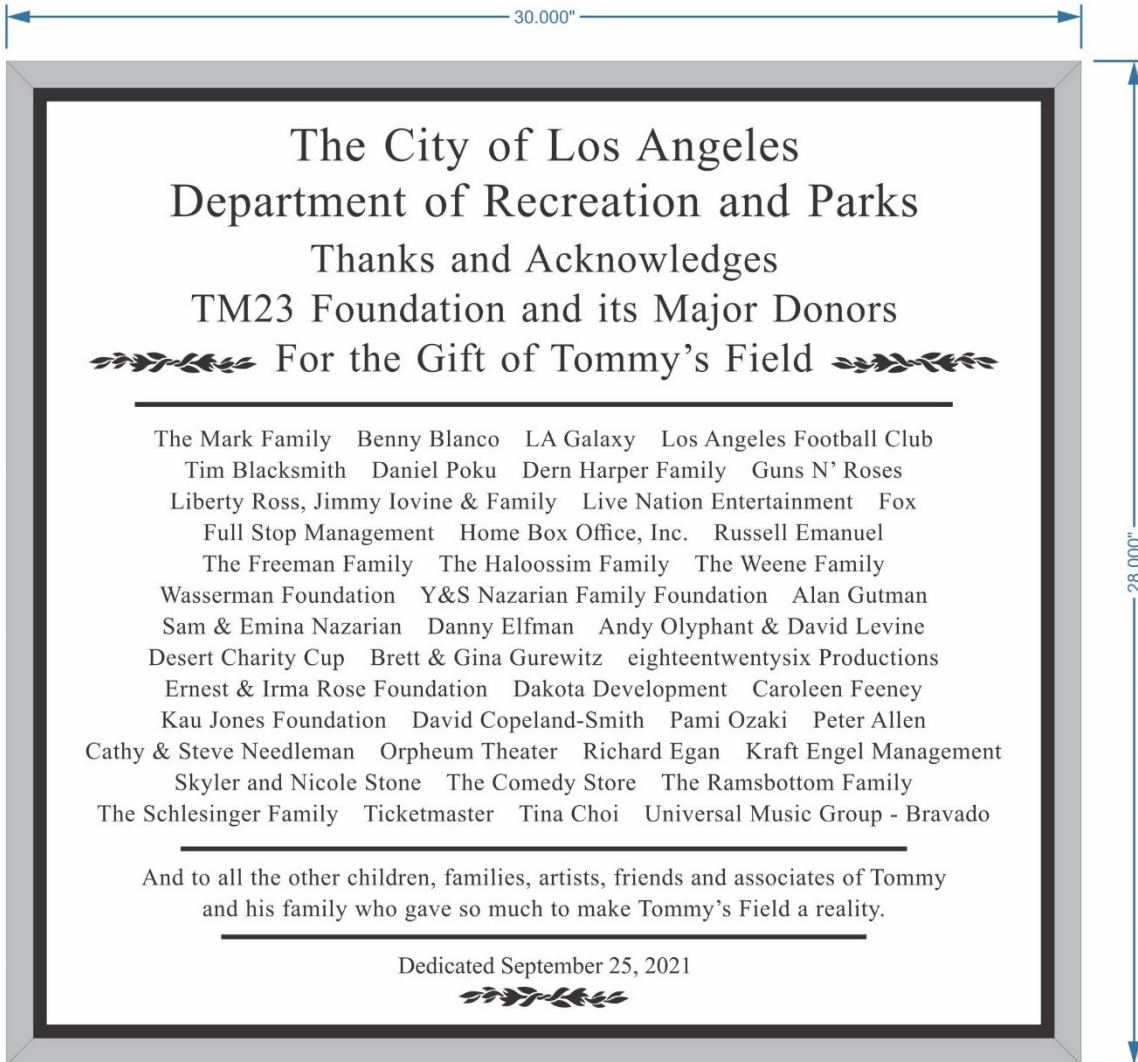 30.000"
The City of Los Angeles
Department of Recreation and Parks
Thanks and Acknowledges
TM23 Foundation and its Major Donors
For the Gift of Tommy’s Field
The Mark Family Benny Blanco LA Galaxy Los Angeles Football Club
Tim Blacksmith Daniel Poku Dern Harper Family Guns N’ Roses
Liberty Ross, Jimmy Iovine & Family Live Nation Entertainment Fox
Full Stop Management Home Box Office, Inc. Russell Emanuel
The Freeman Family The Haloossim Family The Weene Family
Wasserman Foundation Y&S Nazarian Family Foundation Alan Gutman
Sam & Emina Nazarian Danny Elfman Andy Olyphant & David Levine
Desert Charity Cup Brett & Gina Gurewitz eighteentwentysix Productions
Ernest & Irma Rose Foundation Dakota Development Caroleen Feeney
Kau Jones Foundation David Copeland-Smith Pami Ozaki Peter Allen
Cathy & Steve Needleman Orpheum Theater Richard Egan Kraft Engel Management
Skyler and Nicole Stone The Comedy Store The Ramsbottom Family
The Schlesinger Family Ticketmaster Tina Choi Universal Music Group - Bravado
And to all the other children, families, artists, friends and associates of Tommy
and his family who gave so much to make Tommy’s Field a reality.
Dedicated September 25, 2021
28.000"